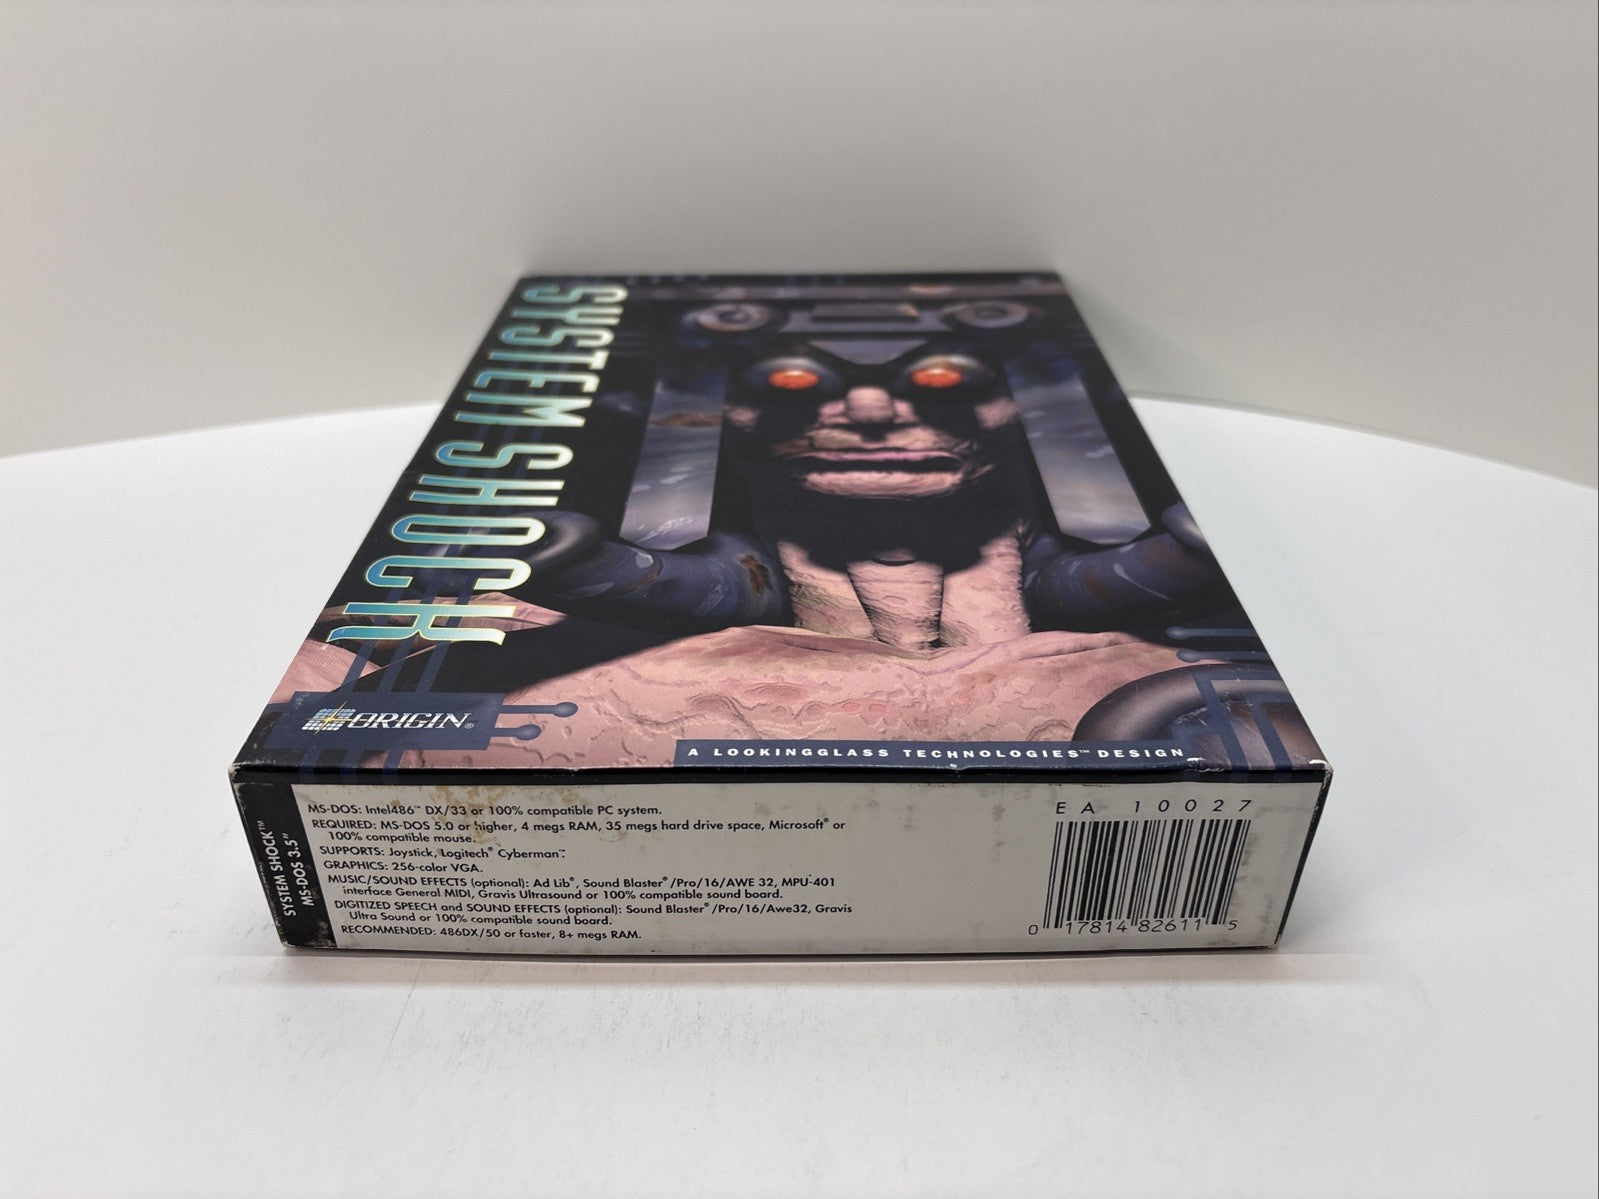 SYSTEM SHOCK
ORIGIN®
A LOOKINGGLASS TECHNOLOGIES™ DESIGN
SYSTEM SHOCK™
MS-DOS 3.5"
MS-DOS: Intel486™ DX/33 or 100% compatible PC system.
REQUIRED: MS-DOS 5.0 or higher, 4 megs RAM, 35 megs hard drive space, Microsoft® or
100% compatible mouse.
SUPPORTS: Joystick, Logitech® Cyberman™.
GRAPHICS: 256-color VGA.
MUSIC/SOUND EFFECTS (optional): Ad Lib®, Sound Blaster®/Pro/16/AWE 32, MPU-401
interface General MIDI, Gravis Ultrasound or 100% compatible sound board.
DIGITIZED SPEECH and SOUND EFFECTS (optional): Sound Blaster®/Pro/16/Awe32, Gravis
Ultra Sound or 100% compatible sound board.
RECOMMENDED: 486DX/50 or faster, 8+ megs RAM.
EA 10027
0 17814 82611 5